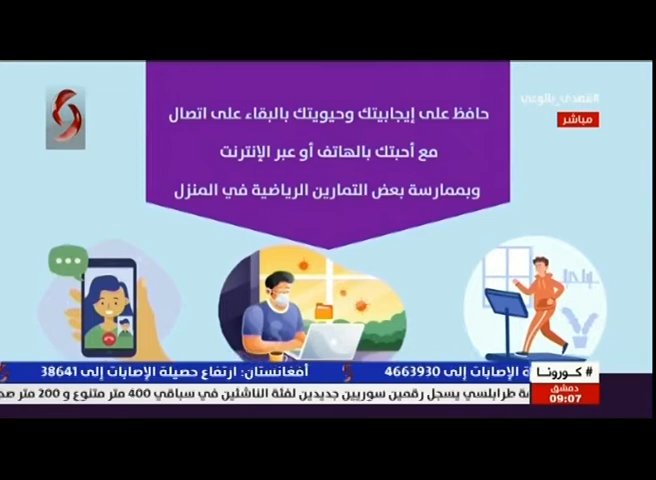 #نتصدى_بالوعي
مباشر
حافظ على إيجابيتك وحيويتك بالبقاء على اتصال
مع أحبتك بالهاتف أو عبر الإنترنت
وبممارسة بعض التمارين الرياضية في المنزل
# كورونا
ة الإصابات إلى 4663930
أفغانستان: ارتفاع حصيلة الإصابات إلى 38641
دمشق
09:07
ة طرابلسي يسجل رقمين سوريين جديدين لفئة الناشئين في سباقي 400 متر متنوع و 200 متر صد